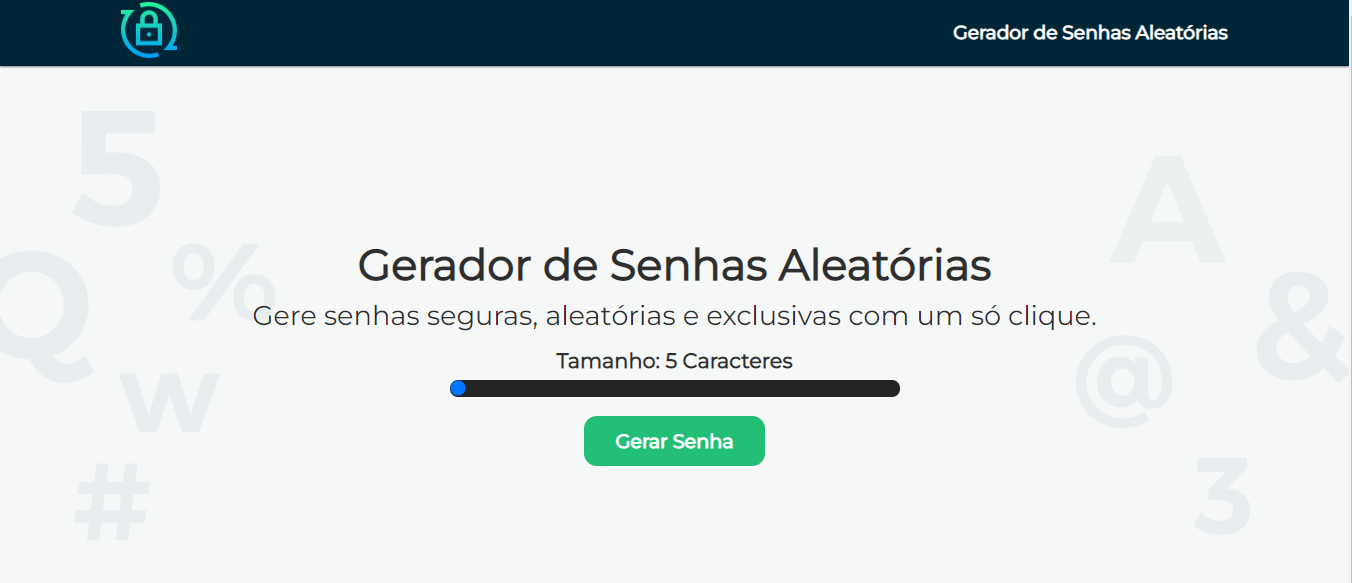 Gerador de Senhas Aleatórias
5
A
Q
%
&
Gerador de Senhas Aleatórias
Gere senhas seguras, aleatórias e exclusivas com um só clique.
@
w
Tamanho: 5 Caracteres
Gerar Senha
#
3